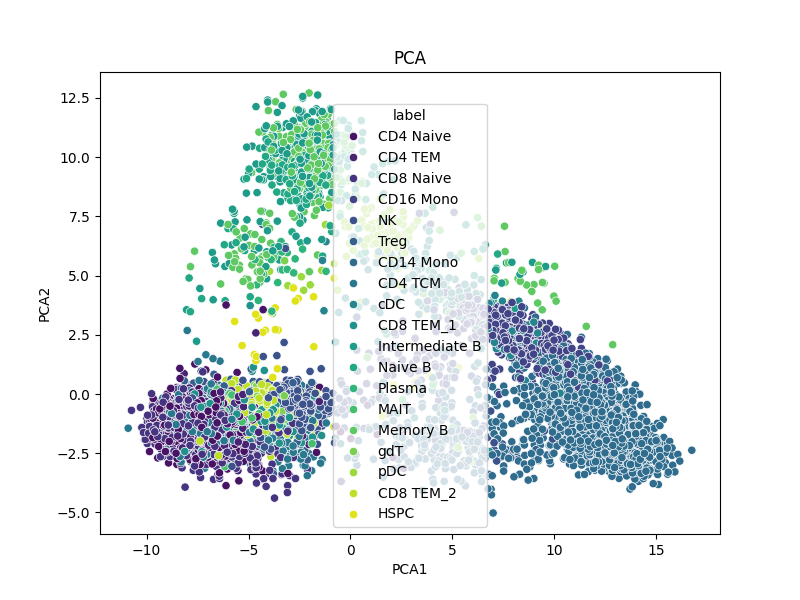 PCA
12.5
10.0
7.5
5.0
2.5
0.0
−2.5
−5.0
PCA2
label
CD4 Naive
CD4 TEM
CD8 Naive
CD16 Mono
NK
Treg
CD14 Mono
CD4 TCM
cDC
CD8 TEM_1
Intermediate B
Naive B
Plasma
MAIT
Memory B
gdT
pDC
CD8 TEM_2
HSPC
−10 −5 0 5 10 15
PCA1